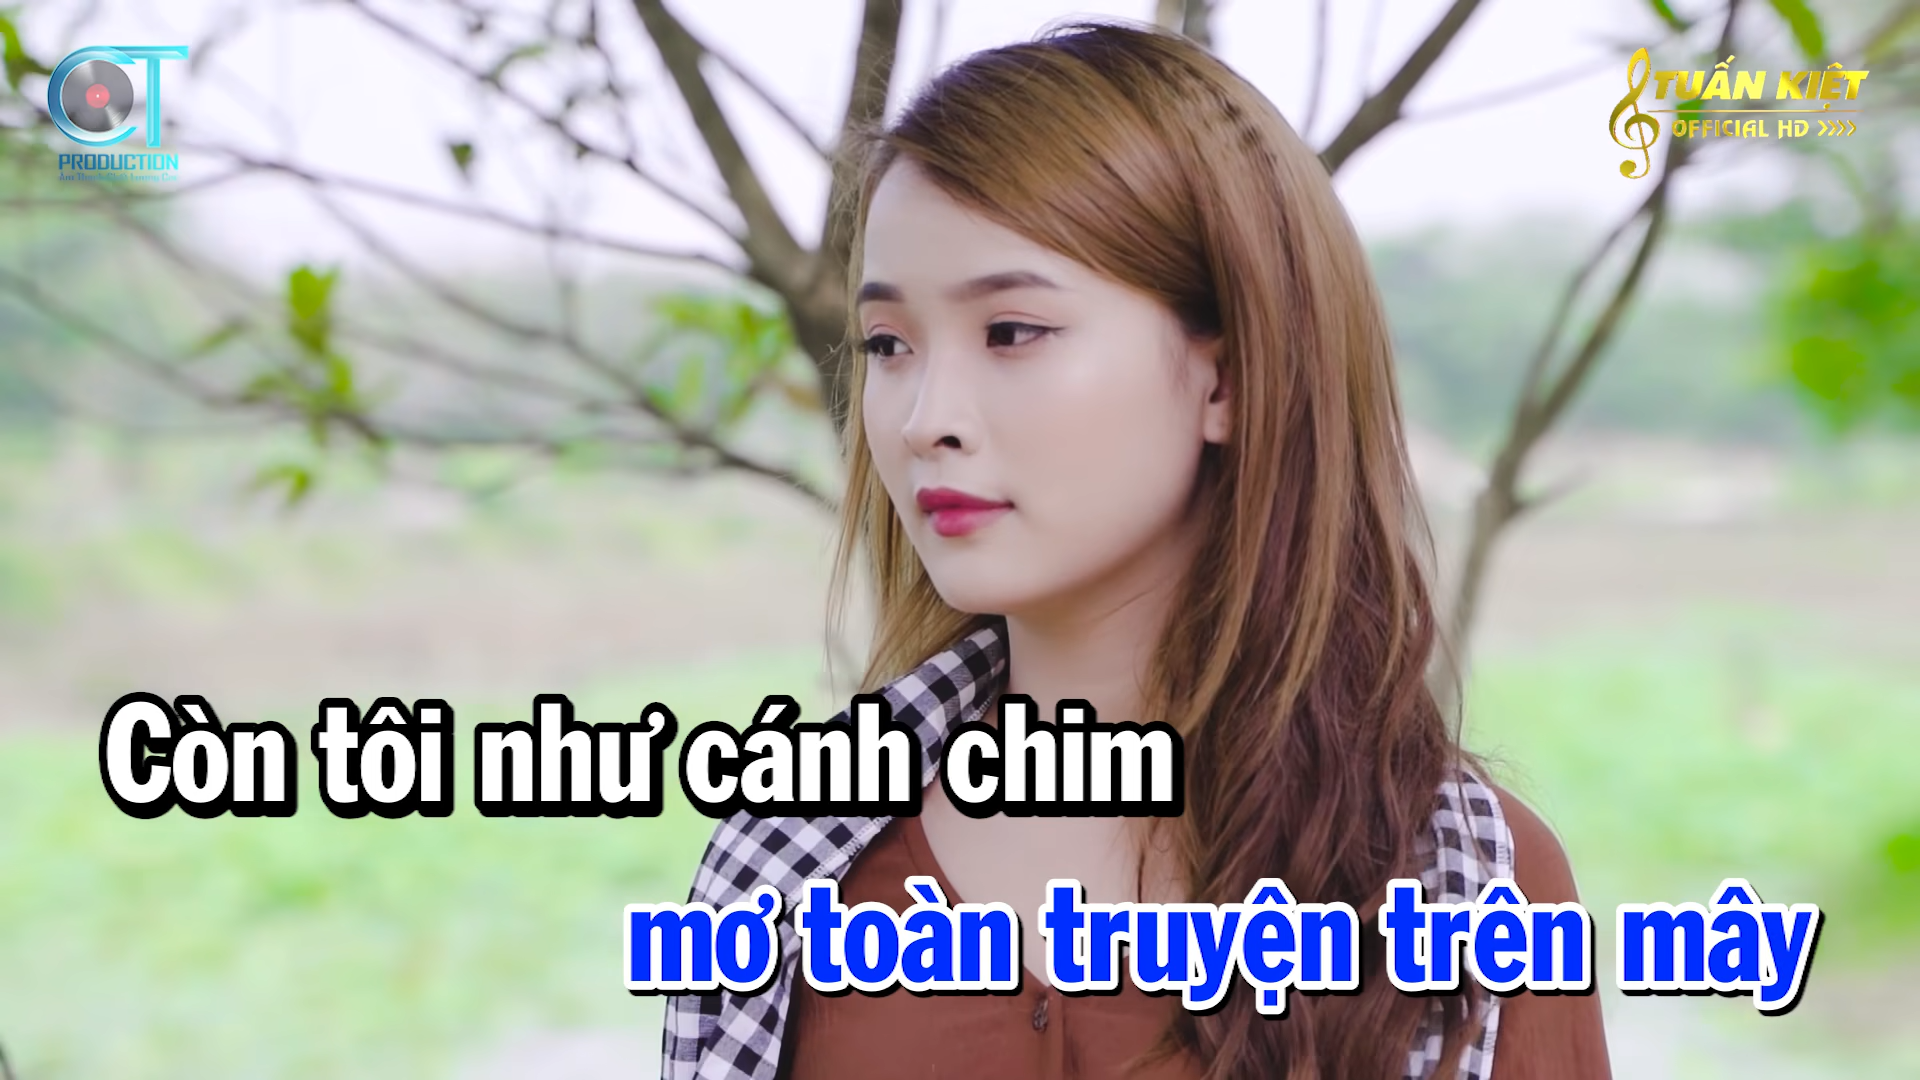 CT
PRODUCTION
TUẤN KIỆT
OFFICIAL HD
Còn tôi như cánh chim
mơ toàn truyện trên mây